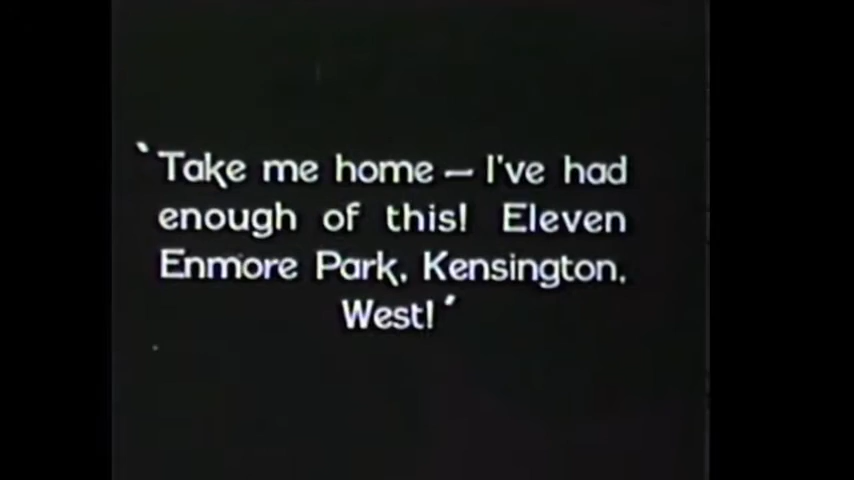 ‛Take me home — I've had
enough of this! Eleven
Enmore Park, Kensington,
West!’